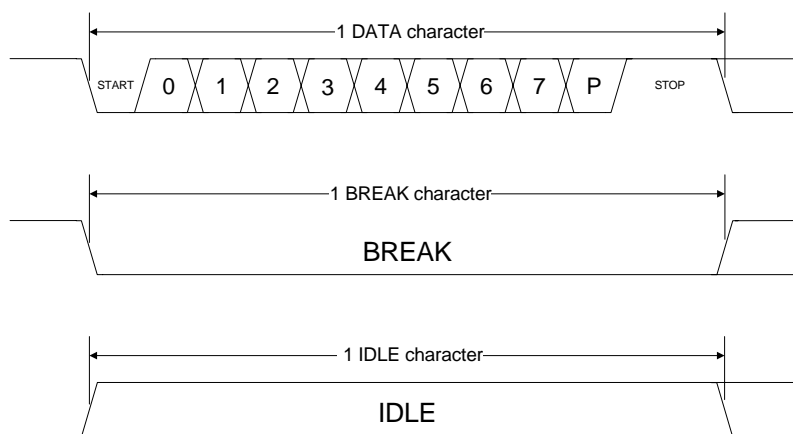 1 DATA character
START 0 1 2 3 4 5 6 7 P STOP
1 BREAK character
BREAK
1 IDLE character
IDLE